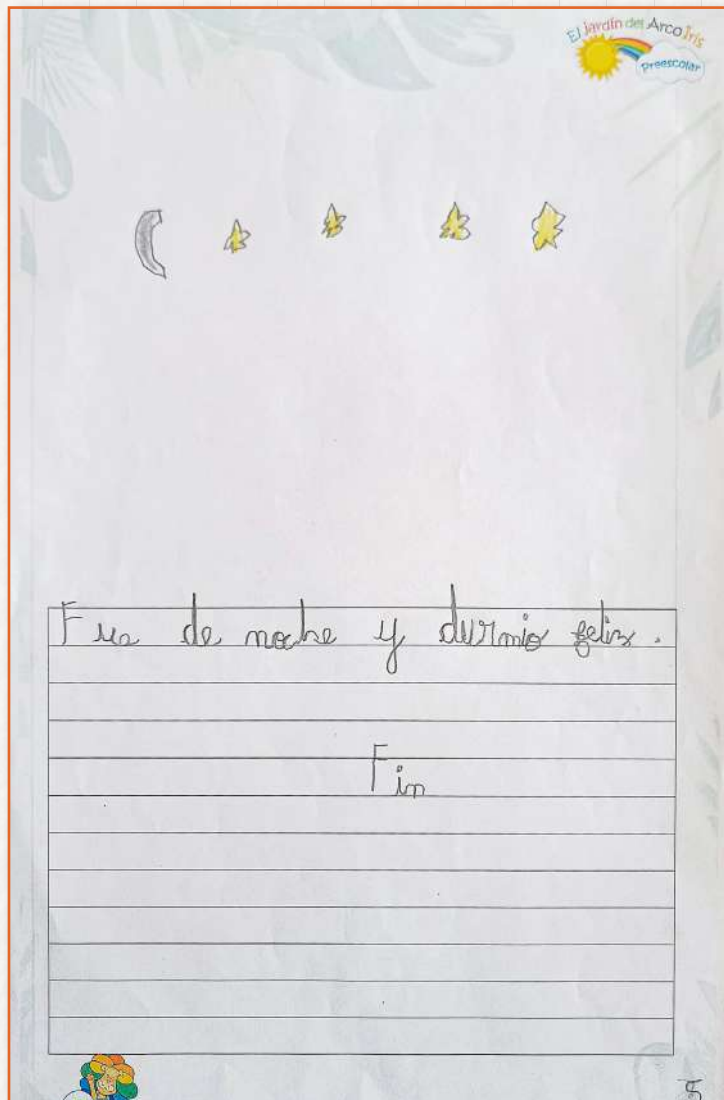 El Jardín del Arco Iris
Preescolar
Fue de noche y durmio feliz.
Fin
5